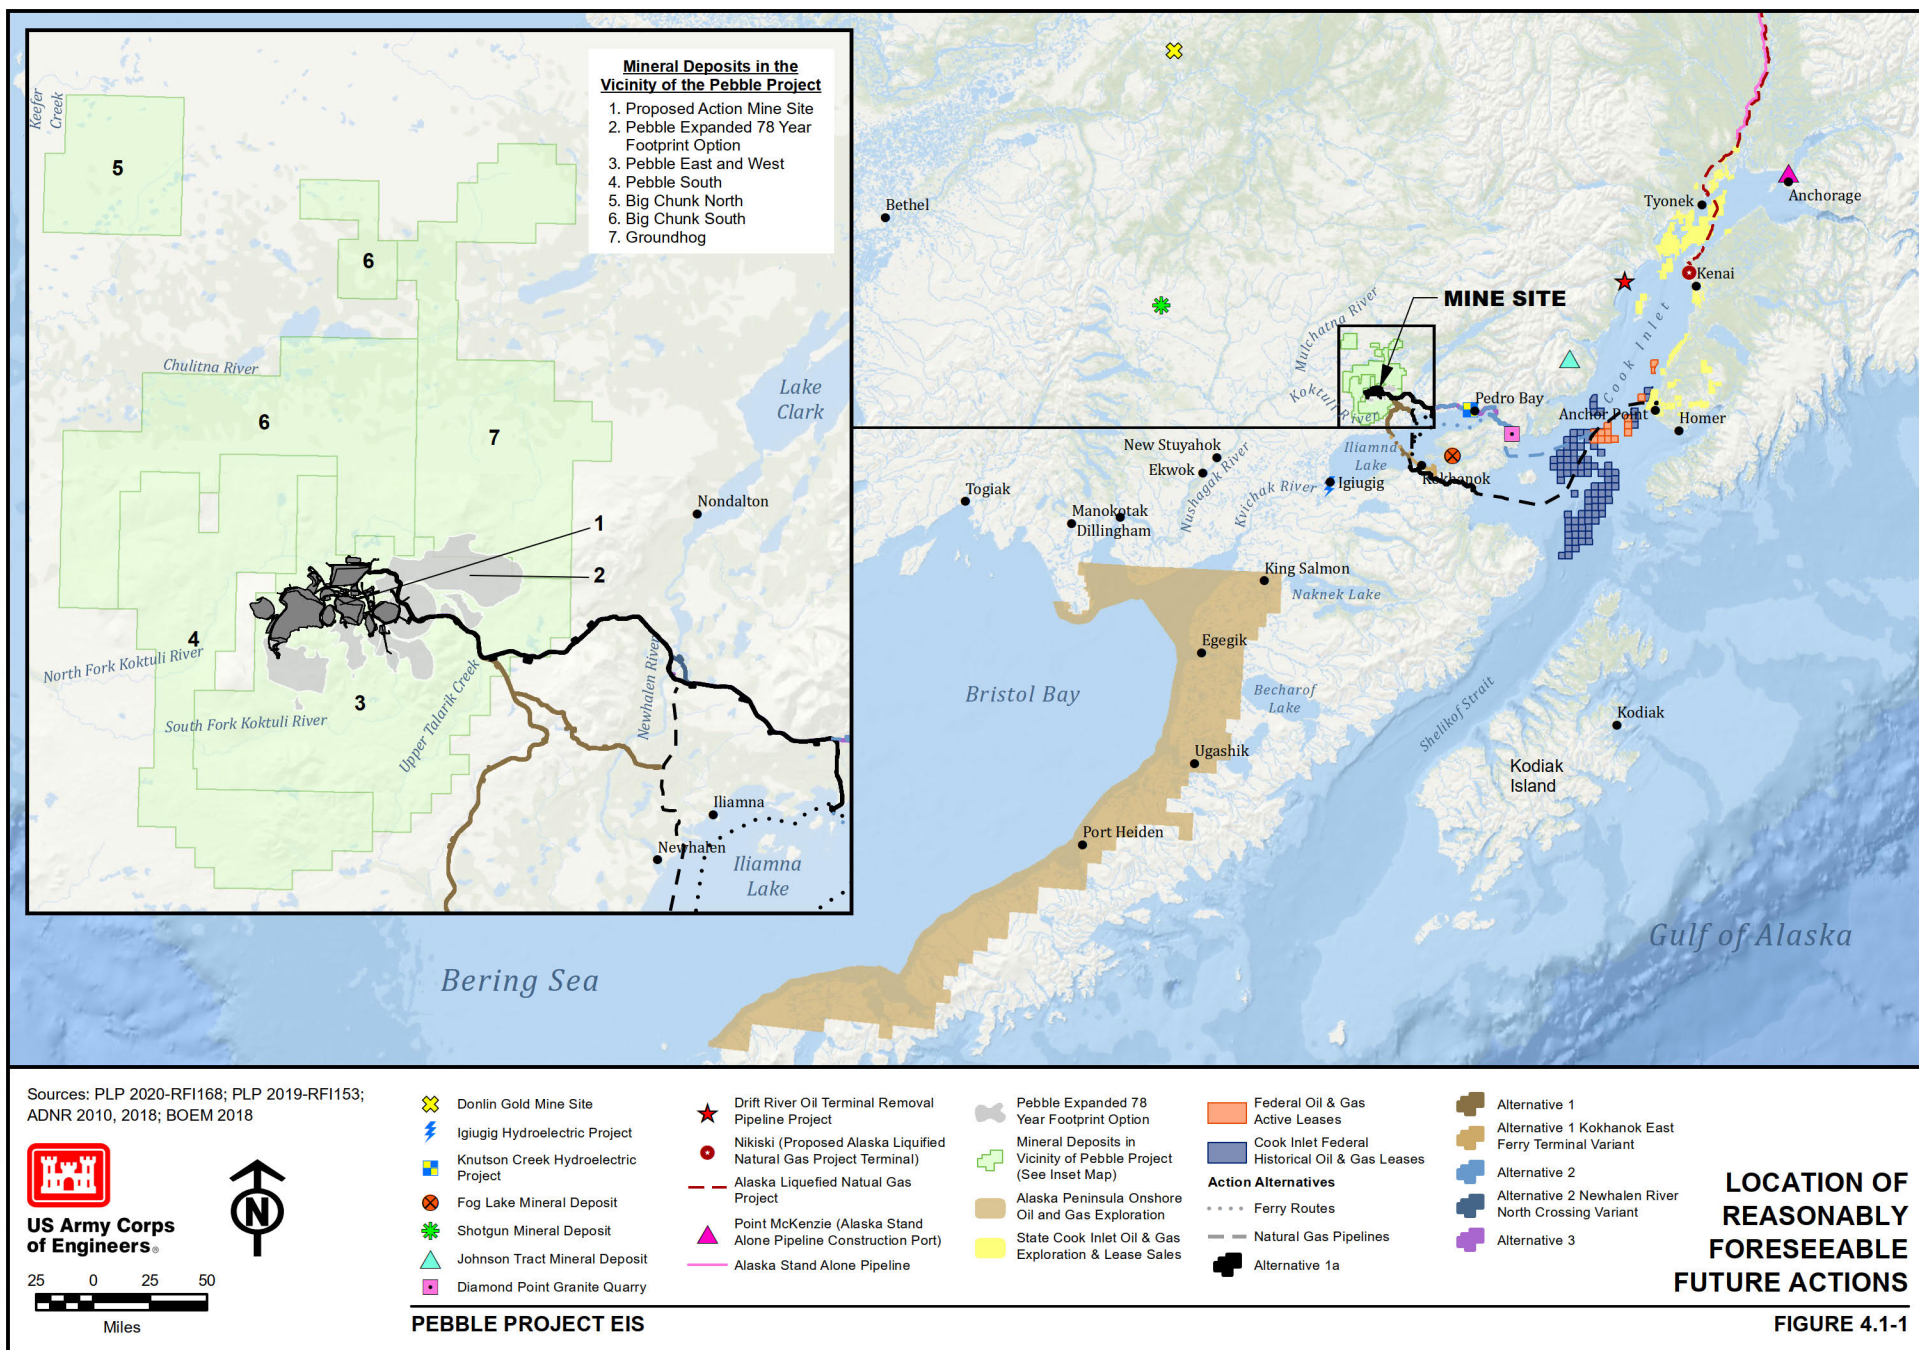 Mineral Deposits in the
Vicinity of the Pebble Project
1. Proposed Action Mine Site
2. Pebble Expanded 78 Year
Footprint Option
3. Pebble East and West
4. Pebble South
5. Big Chunk North
6. Big Chunk South
7. Groundhog
Keefer
Creek
5
6
Chulitna River
6
7
Lake
Clark
Nondalton
1
2
4
3
North Fork Koktuli River
South Fork Koktuli River
Upper Talarik Creek
Newhalen River
Iliamna
Newhalen
Iliamna
Lake
Bethel
Tyonek
Anchorage
Kenai
MINE SITE
Mulchatna River
Koktuli River
Cook Inlet
Pedro Bay
Anchor Point
Homer
New Stuyahok
Ekwok
Iliamna
Lake
Kokhanok
Igiugig
Togiak
Manokotak
Dillingham
Nushagak River
Kvichak River
King Salmon
Naknek Lake
Egegik
Bristol Bay
Becharof
Lake
Ugashik
Shelikof Strait
Kodiak
Kodiak
Island
Port Heiden
Gulf of Alaska
Bering Sea
Sources: PLP 2020-RFI168; PLP 2019-RFI153;
ADNR 2010, 2018; BOEM 2018
US Army Corps
of Engineers®
N
25 0 25 50
Miles
Donlin Gold Mine Site
Igiugig Hydroelectric Project
Knutson Creek Hydroelectric
Project
Fog Lake Mineral Deposit
Shotgun Mineral Deposit
Johnson Tract Mineral Deposit
Diamond Point Granite Quarry
Drift River Oil Terminal Removal
Pipeline Project
Nikiski (Proposed Alaska Liquified
Natural Gas Project Terminal)
Alaska Liquefied Natual Gas
Project
Point McKenzie (Alaska Stand
Alone Pipeline Construction Port)
Alaska Stand Alone Pipeline
Pebble Expanded 78
Year Footprint Option
Mineral Deposits in
Vicinity of Pebble Project
(See Inset Map)
Alaska Peninsula Onshore
Oil and Gas Exploration
State Cook Inlet Oil & Gas
Exploration & Lease Sales
Federal Oil & Gas
Active Leases
Cook Inlet Federal
Historical Oil & Gas Leases
Action Alternatives
Ferry Routes
Natural Gas Pipelines
Alternative 1a
Alternative 1
Alternative 1 Kokhanok East
Ferry Terminal Variant
Alternative 2
Alternative 2 Newhalen River
North Crossing Variant
Alternative 3
LOCATION OF
REASONABLY
FORESEEABLE
FUTURE ACTIONS
PEBBLE PROJECT EIS
FIGURE 4.1-1